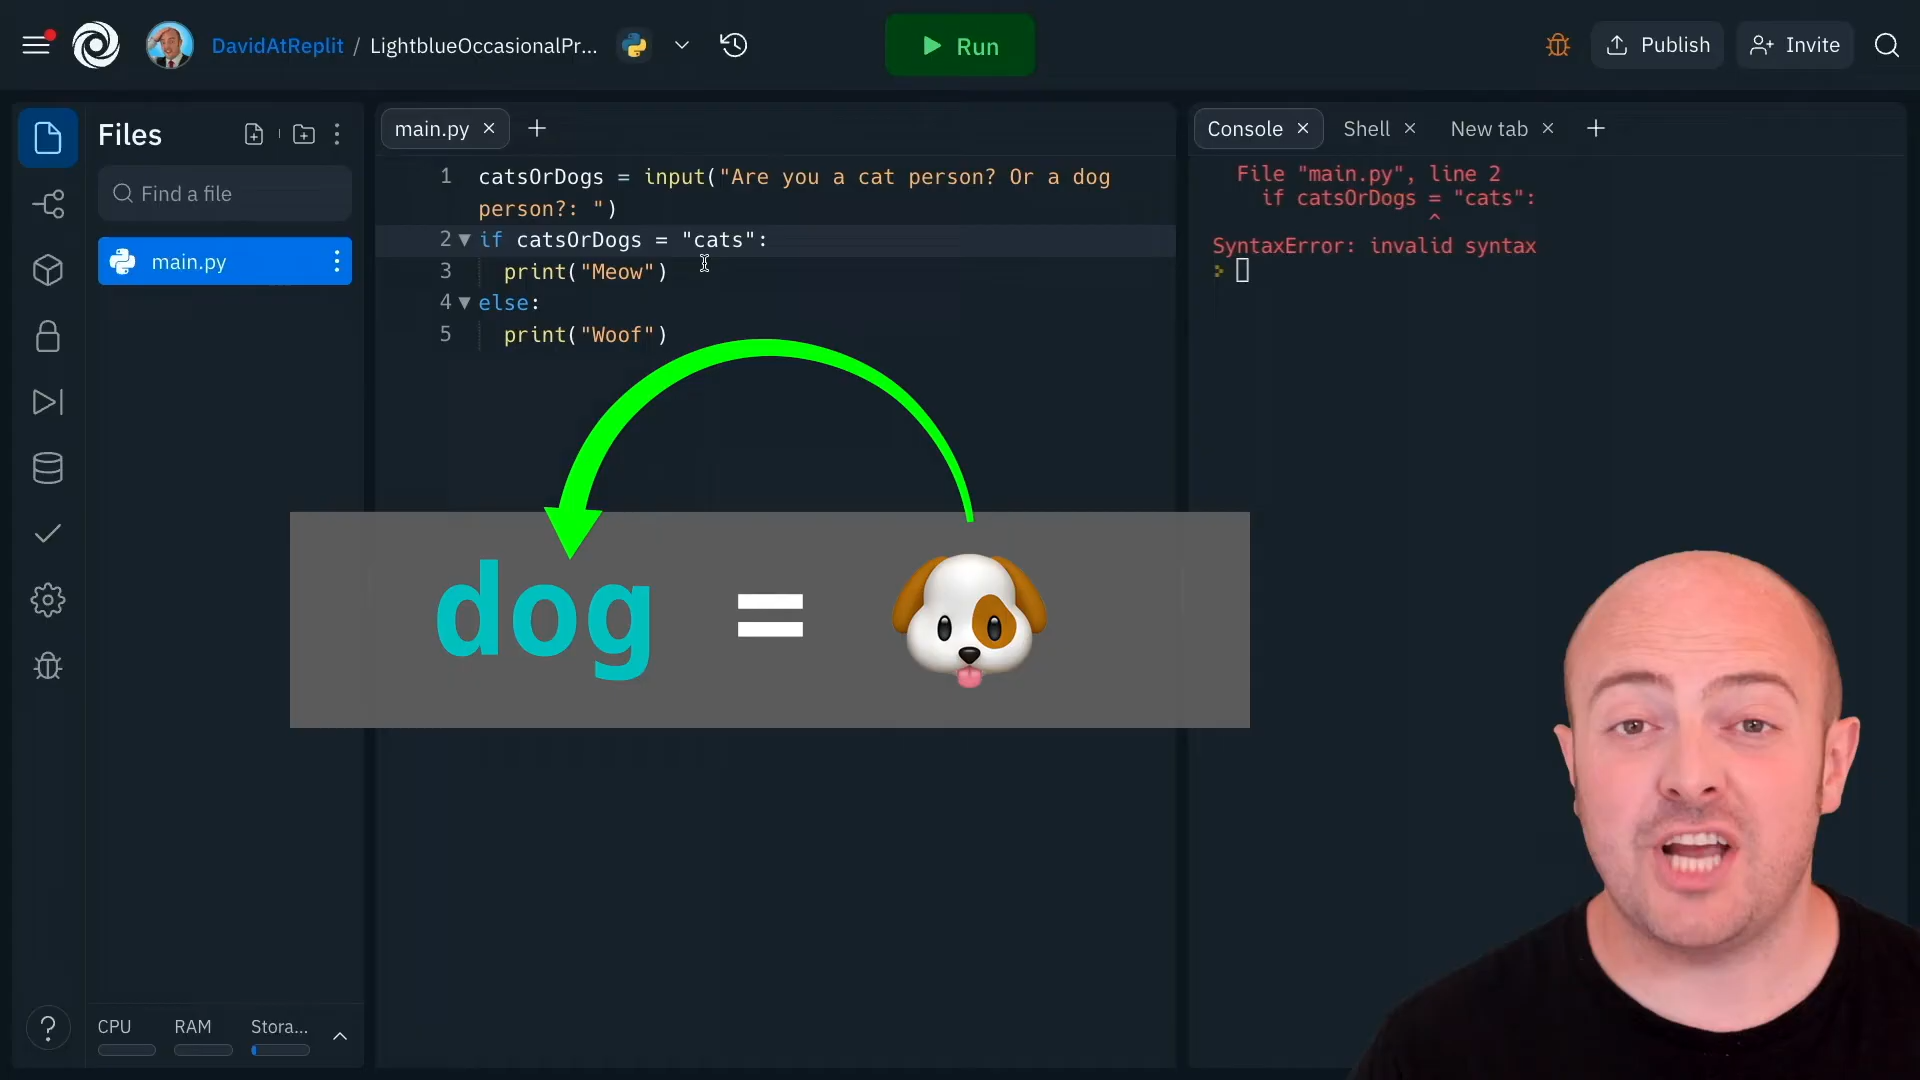 DavidAtReplit / LightblueOccasionalPr...
Run
Publish
Invite
Files
Find a file
main.py
main.py
1 catsOrDogs = input("Are you a cat person? Or a dog
person?: ")
2 if catsOrDogs = "cats":
3 print("Meow")
4 else:
5 print("Woof")
Console
Shell
New tab
File "main.py", line 2
if catsOrDogs = "cats":
^
SyntaxError: invalid syntax
dog =
CPU
RAM
Stora...